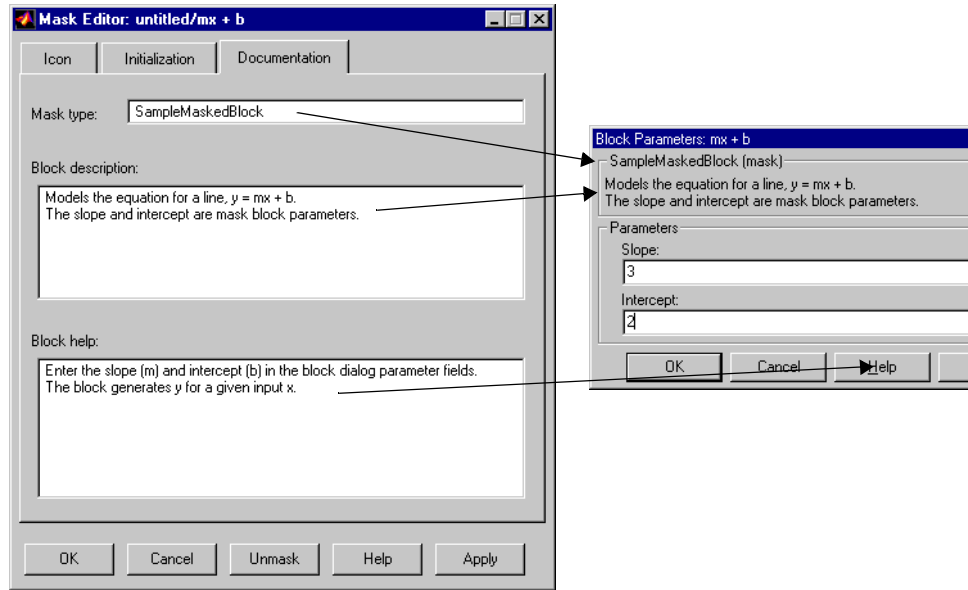 Mask Editor: untitled/mx + b
Icon
Initialization
Documentation
Mask type:
SampleMaskedBlock
Block description:
Models the equation for a line, y = mx + b.
The slope and intercept are mask block parameters.
Block help:
Enter the slope (m) and intercept (b) in the block dialog parameter fields.
The block generates y for a given input x.
OK
Cancel
Unmask
Help
Apply
Block Parameters: mx + b
SampleMaskedBlock (mask)
Models the equation for a line, y = mx + b.
The slope and intercept are mask block parameters.
Parameters
Slope:
3
Intercept:
2
OK
Cancel
Help